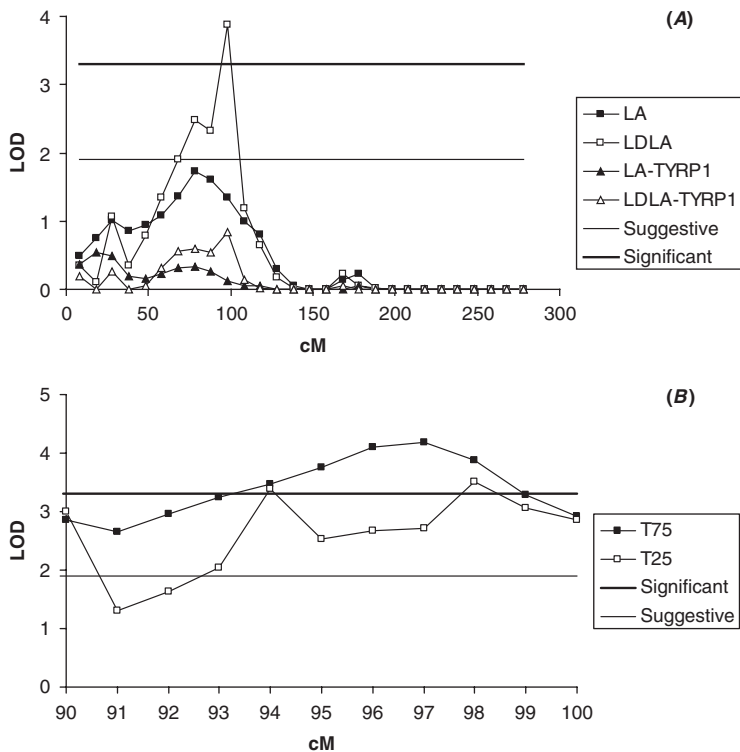 (A)
4
3
2
1
0
LOD
0 50 100 150 200 250 300
cM
LA
LDLA
LA-TYRP1
LDLA-TYRP1
Suggestive
Significant
(B)
5
4
3
2
1
0
LOD
90 91 92 93 94 95 96 97 98 99 100
cM
T75
T25
Significant
Suggestive